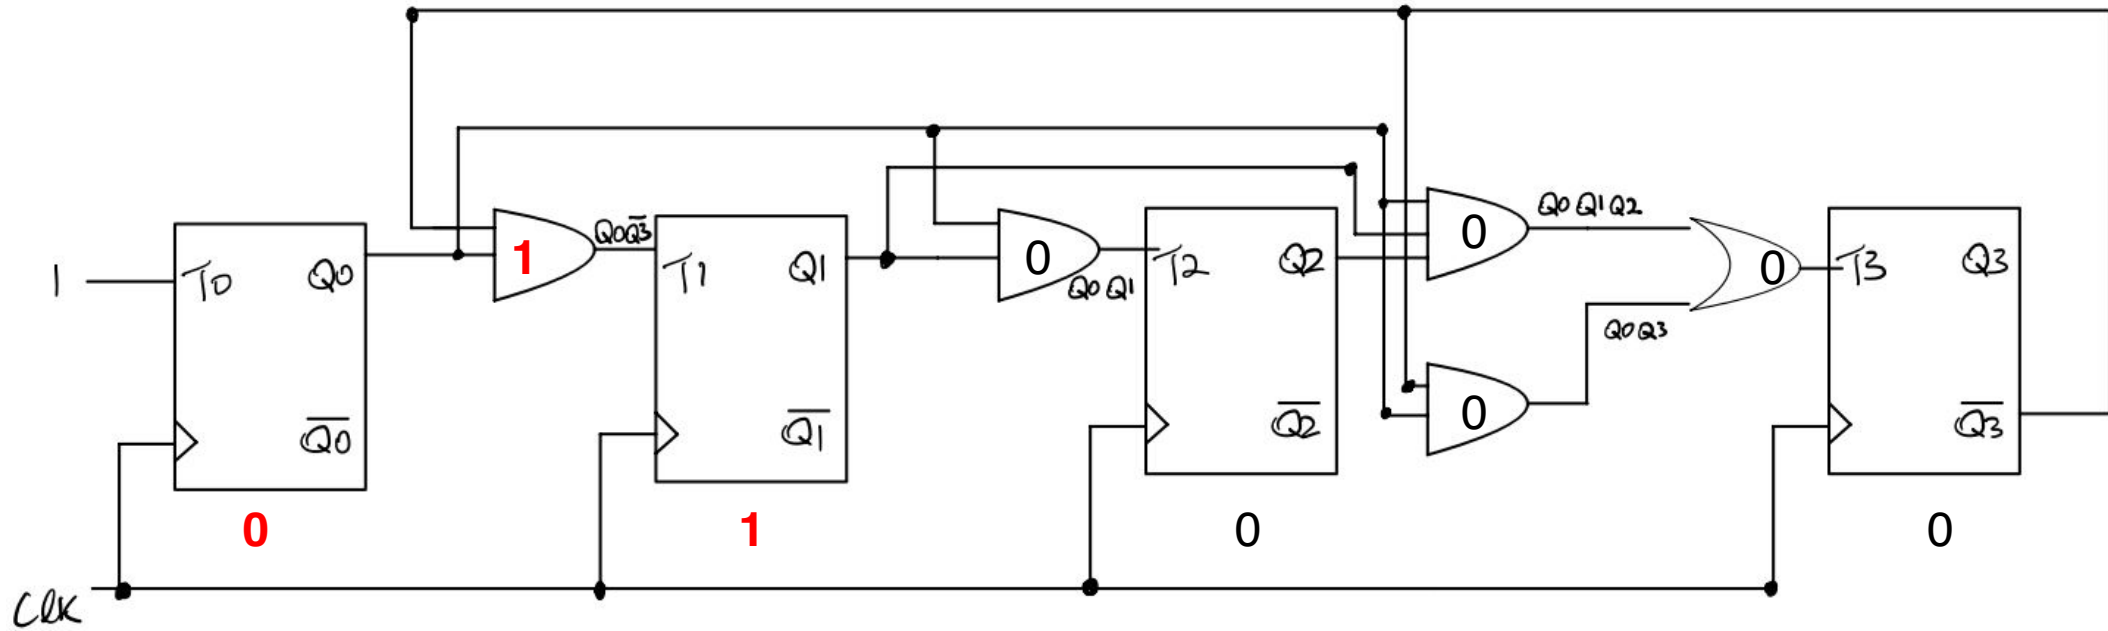 Q0Q1Q2
1 Q0Q̅3̅ 0 0 0
1 T0 Q0 T1 Q1 Q0Q1 T2 Q2 T3 Q3
Q0Q3
Q̅0̅ Q̅1̅ Q̅2̅ 0 Q̅3̅
0 1 0 0
Clk